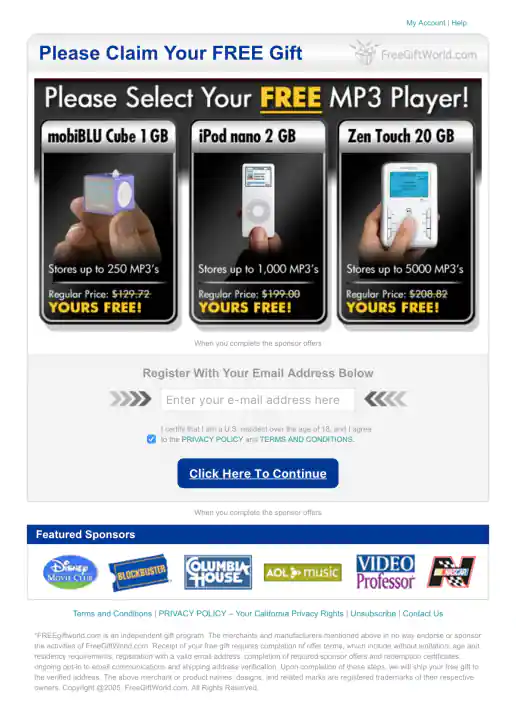 My Account | Help
Please Claim Your FREE Gift
FreeGiftWorld.com
Please Select Your FREE MP3 Player!
mobiBLU Cube 1 GB
iPod nano 2 GB
Zen Touch 20 GB
Stores up to 250 MP3's
Stores up to 1,000 MP3's
Stores up to 5000 MP3's
Regular Price: $129.72
Regular Price: $199.00
Regular Price: $208.82
YOURS FREE!
YOURS FREE!
YOURS FREE!
When you complete the sponsor offers
Register With Your Email Address Below
Enter your e-mail address here
I certify that I am a U.S. resident over the age of 18, and I agree
to the PRIVACY POLICY and TERMS AND CONDITIONS.
Click Here To Continue
When you complete the sponsor offers
Featured Sponsors
Disney
MOVIE CLUB
BLOCKBUSTER
COLUMBIA
HOUSE
AOL music
VIDEO
Professor
NASCAR
Terms and Conditions | PRIVACY POLICY – Your California Privacy Rights | Unsubscribe | Contact Us
*FREEgiftworld.com is an independent gift program. The merchants and manufacturers mentioned above in no way endorse or sponsor
the activities of FreeGiftWorld.com. Receipt of your free gift requires completion of offer terms, which include without limitation: age and
residency requirements, registration with a valid email address, completion of required sponsor offers and redemption certificates,
ongoing opt-in to email communications and shipping address verification. Upon completion of these steps, we will ship your free gift to
the verified address. The above merchant or product names, designs, and related marks are registered trademarks of their respective
owners. Copyright @2005. FreeGiftWorld.com. All Rights Reserved.